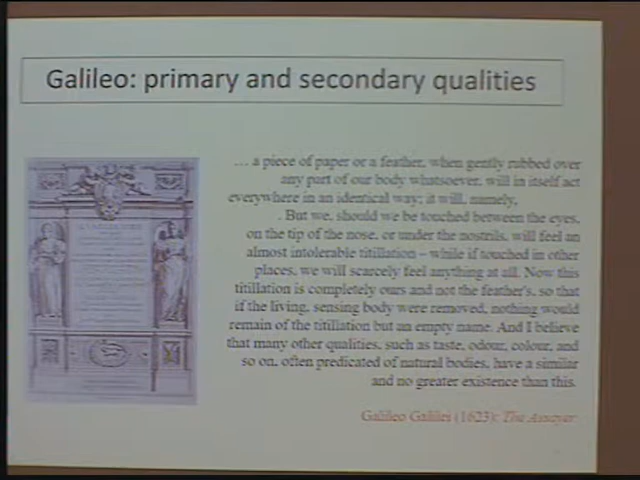 Galileo: primary and secondary qualities
… a piece of paper or a feather, when gently rubbed over
any part of our body whatsoever, will in itself act
everywhere in an identical way; it will, namely,
. But we, should we be touched between the eyes,
on the tip of the nose, or under the nostrils, will feel an
almost intolerable titillation – while if touched in other
places, we will scarcely feel anything at all. Now this
titillation is completely ours and not the feather's, so that
if the living, sensing body were removed, nothing would
remain of the titillation but an empty name. And I believe
that many other qualities, such as taste, odour, colour, and
so on, often predicated of natural bodies, have a similar
and no greater existence than this.
Galileo Galilei (1623): The Assayer